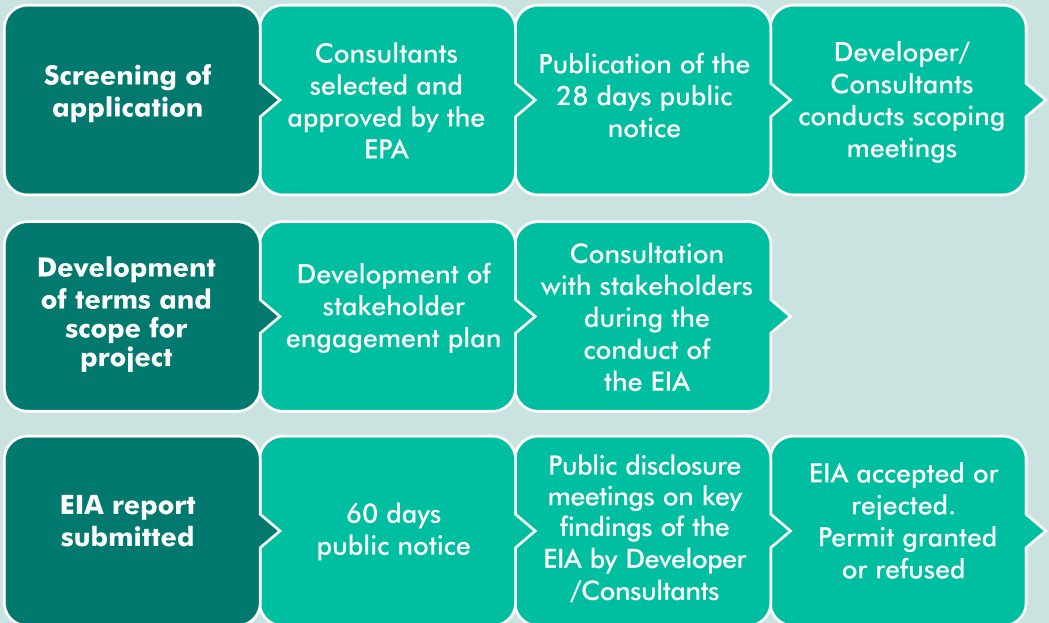 Screening of
application
Consultants
selected and
approved by the
EPA
Publication of the
28 days public
notice
Developer/
Consultants
conducts scoping
meetings
Development
of terms and
scope for
project
Development of
stakeholder
engagement plan
Consultation
with stakeholders
during the
conduct of
the EIA
EIA report
submitted
60 days
public notice
Public disclosure
meetings on key
findings of the
EIA by Developer
/Consultants
EIA accepted or
rejected.
Permit granted
or refused